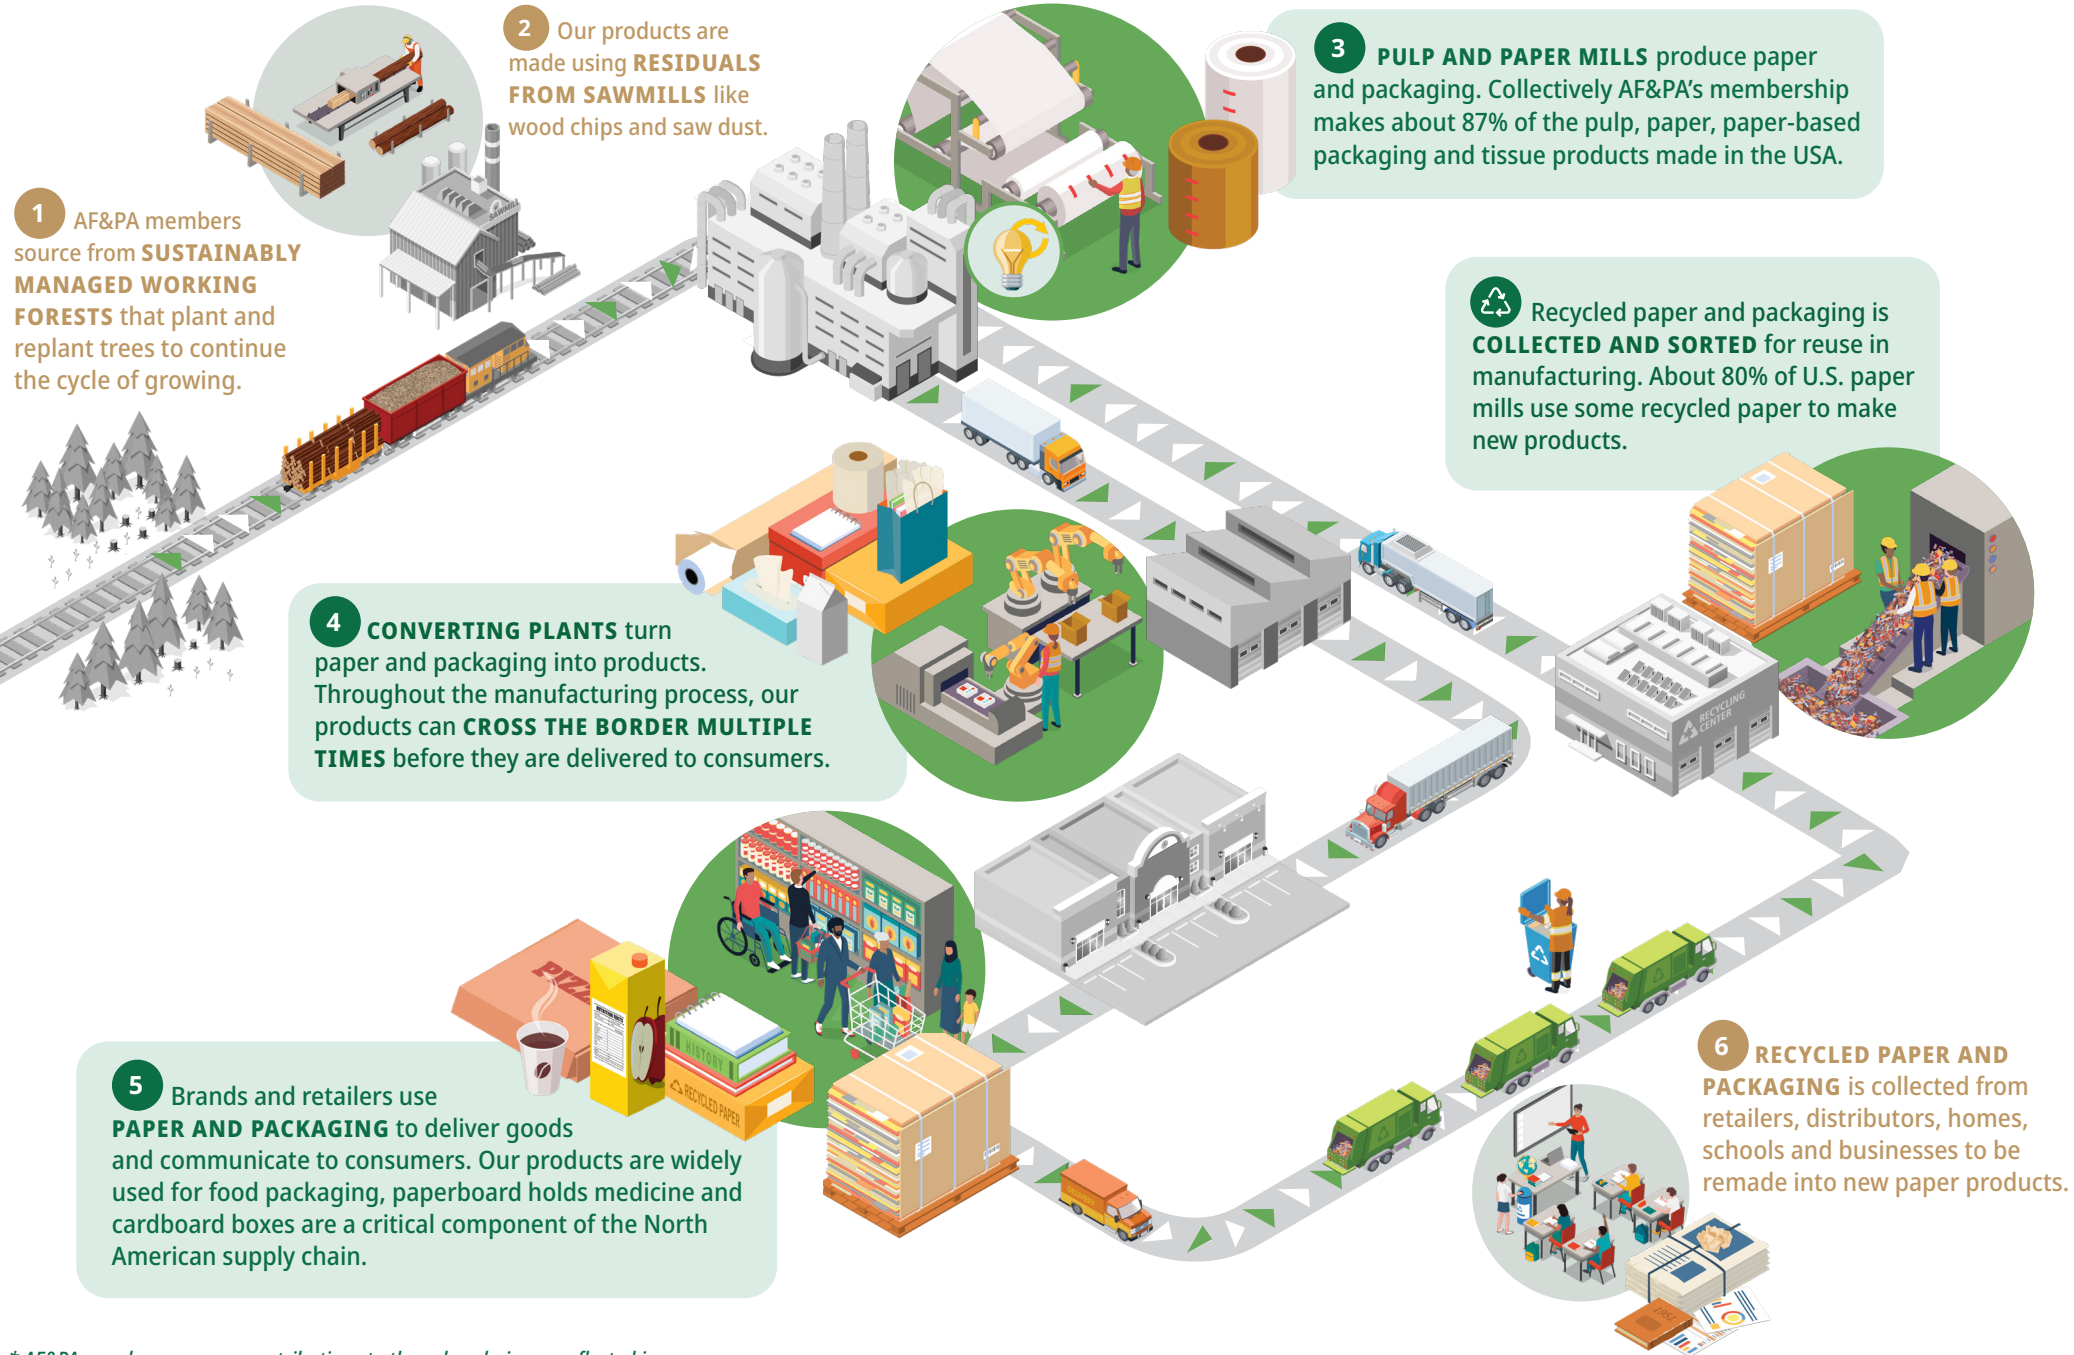 1 AF&PA members
source from SUSTAINABLY
MANAGED WORKING
FORESTS that plant and
replant trees to continue
the cycle of growing.
2 Our products are
made using RESIDUALS
FROM SAWMILLS like
wood chips and saw dust.
SAWMILL
3 PULP AND PAPER MILLS produce paper
and packaging. Collectively AF&PA's membership
makes about 87% of the pulp, paper, paper-based
packaging and tissue products made in the USA.
Recycled paper and packaging is
COLLECTED AND SORTED for reuse in
manufacturing. About 80% of U.S. paper
mills use some recycled paper to make
new products.
RECYCLING
CENTER
4 CONVERTING PLANTS turn
paper and packaging into products.
Throughout the manufacturing process, our
products can CROSS THE BORDER MULTIPLE
TIMES before they are delivered to consumers.
PIZZ
NUTRITION FACTS
HISTORY
RECYCLED PAPER
5 Brands and retailers use
PAPER AND PACKAGING to deliver goods
and communicate to consumers. Our products are widely
used for food packaging, paperboard holds medicine and
cardboard boxes are a critical component of the North
American supply chain.
DELIVERY
6 RECYCLED PAPER AND
PACKAGING is collected from
retailers, distributors, homes,
schools and businesses to be
remade into new paper products.
1951